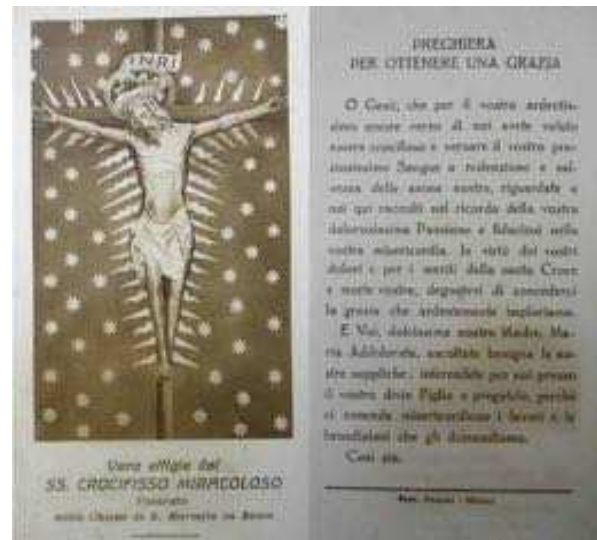 INRI
Vera effigie del
SS. CROCIFISSO MIRACOLOSO
Venerato
nella Chiesa di S. Marcello in Roma
PREGHIERA
PER OTTENERE UNA GRAZIA
O Gesù, che per il vostro ardentis-
simo amore verso di noi avete voluto
essere crocifisso e versare il vostro pre-
ziosissimo Sangue a redenzione e sal-
vezza delle anime nostre, riguardate a
noi qui raccolti nel ricordo della vostra
dolorosissima Passione e fiduciosi nella
vostra misericordia. In virtù dei vostri
dolori e per i meriti della santa Croce
e morte vostra, degnatevi di concederci
la grazia che ardentemente imploriamo.
E Voi, dolcissima nostra Madre, Ma-
ria Addolorata, ascoltate benigna le no-
stre suppliche; intercedete per noi presso
il vostro divin Figlio e pregatelo, perchè
ci conceda misericordioso i favori e le
benedizioni che gli domandiamo.
Così sia.